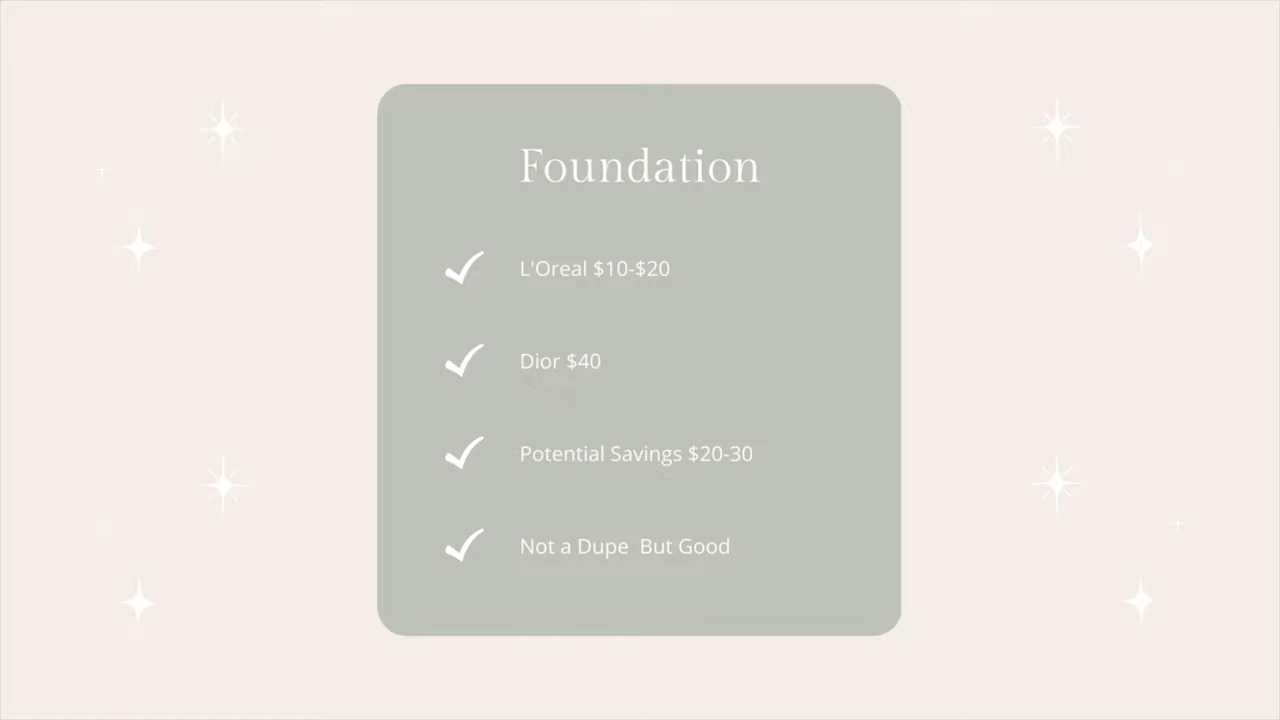 Foundation
L'Oreal $10-$20
Dior $40
Potential Savings $20-30
Not a Dupe  But Good